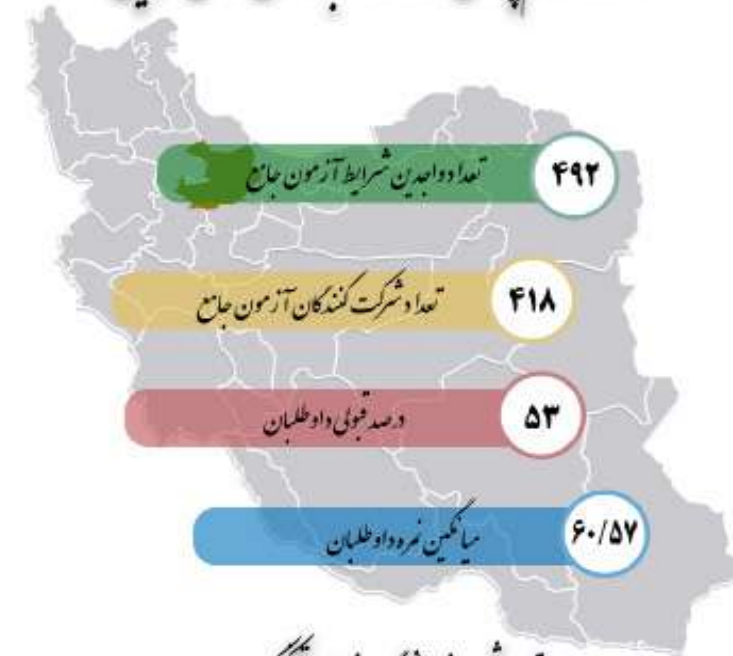 تعداد واجدین شرایط آزمون جامع ۴۹۲
تعداد شرکت کنندگان آزمون جامع ۴۱۸
درصد قبولی داوطلبان ۵۳
میانگین نمره داوطلبان ۶۰/۵۷